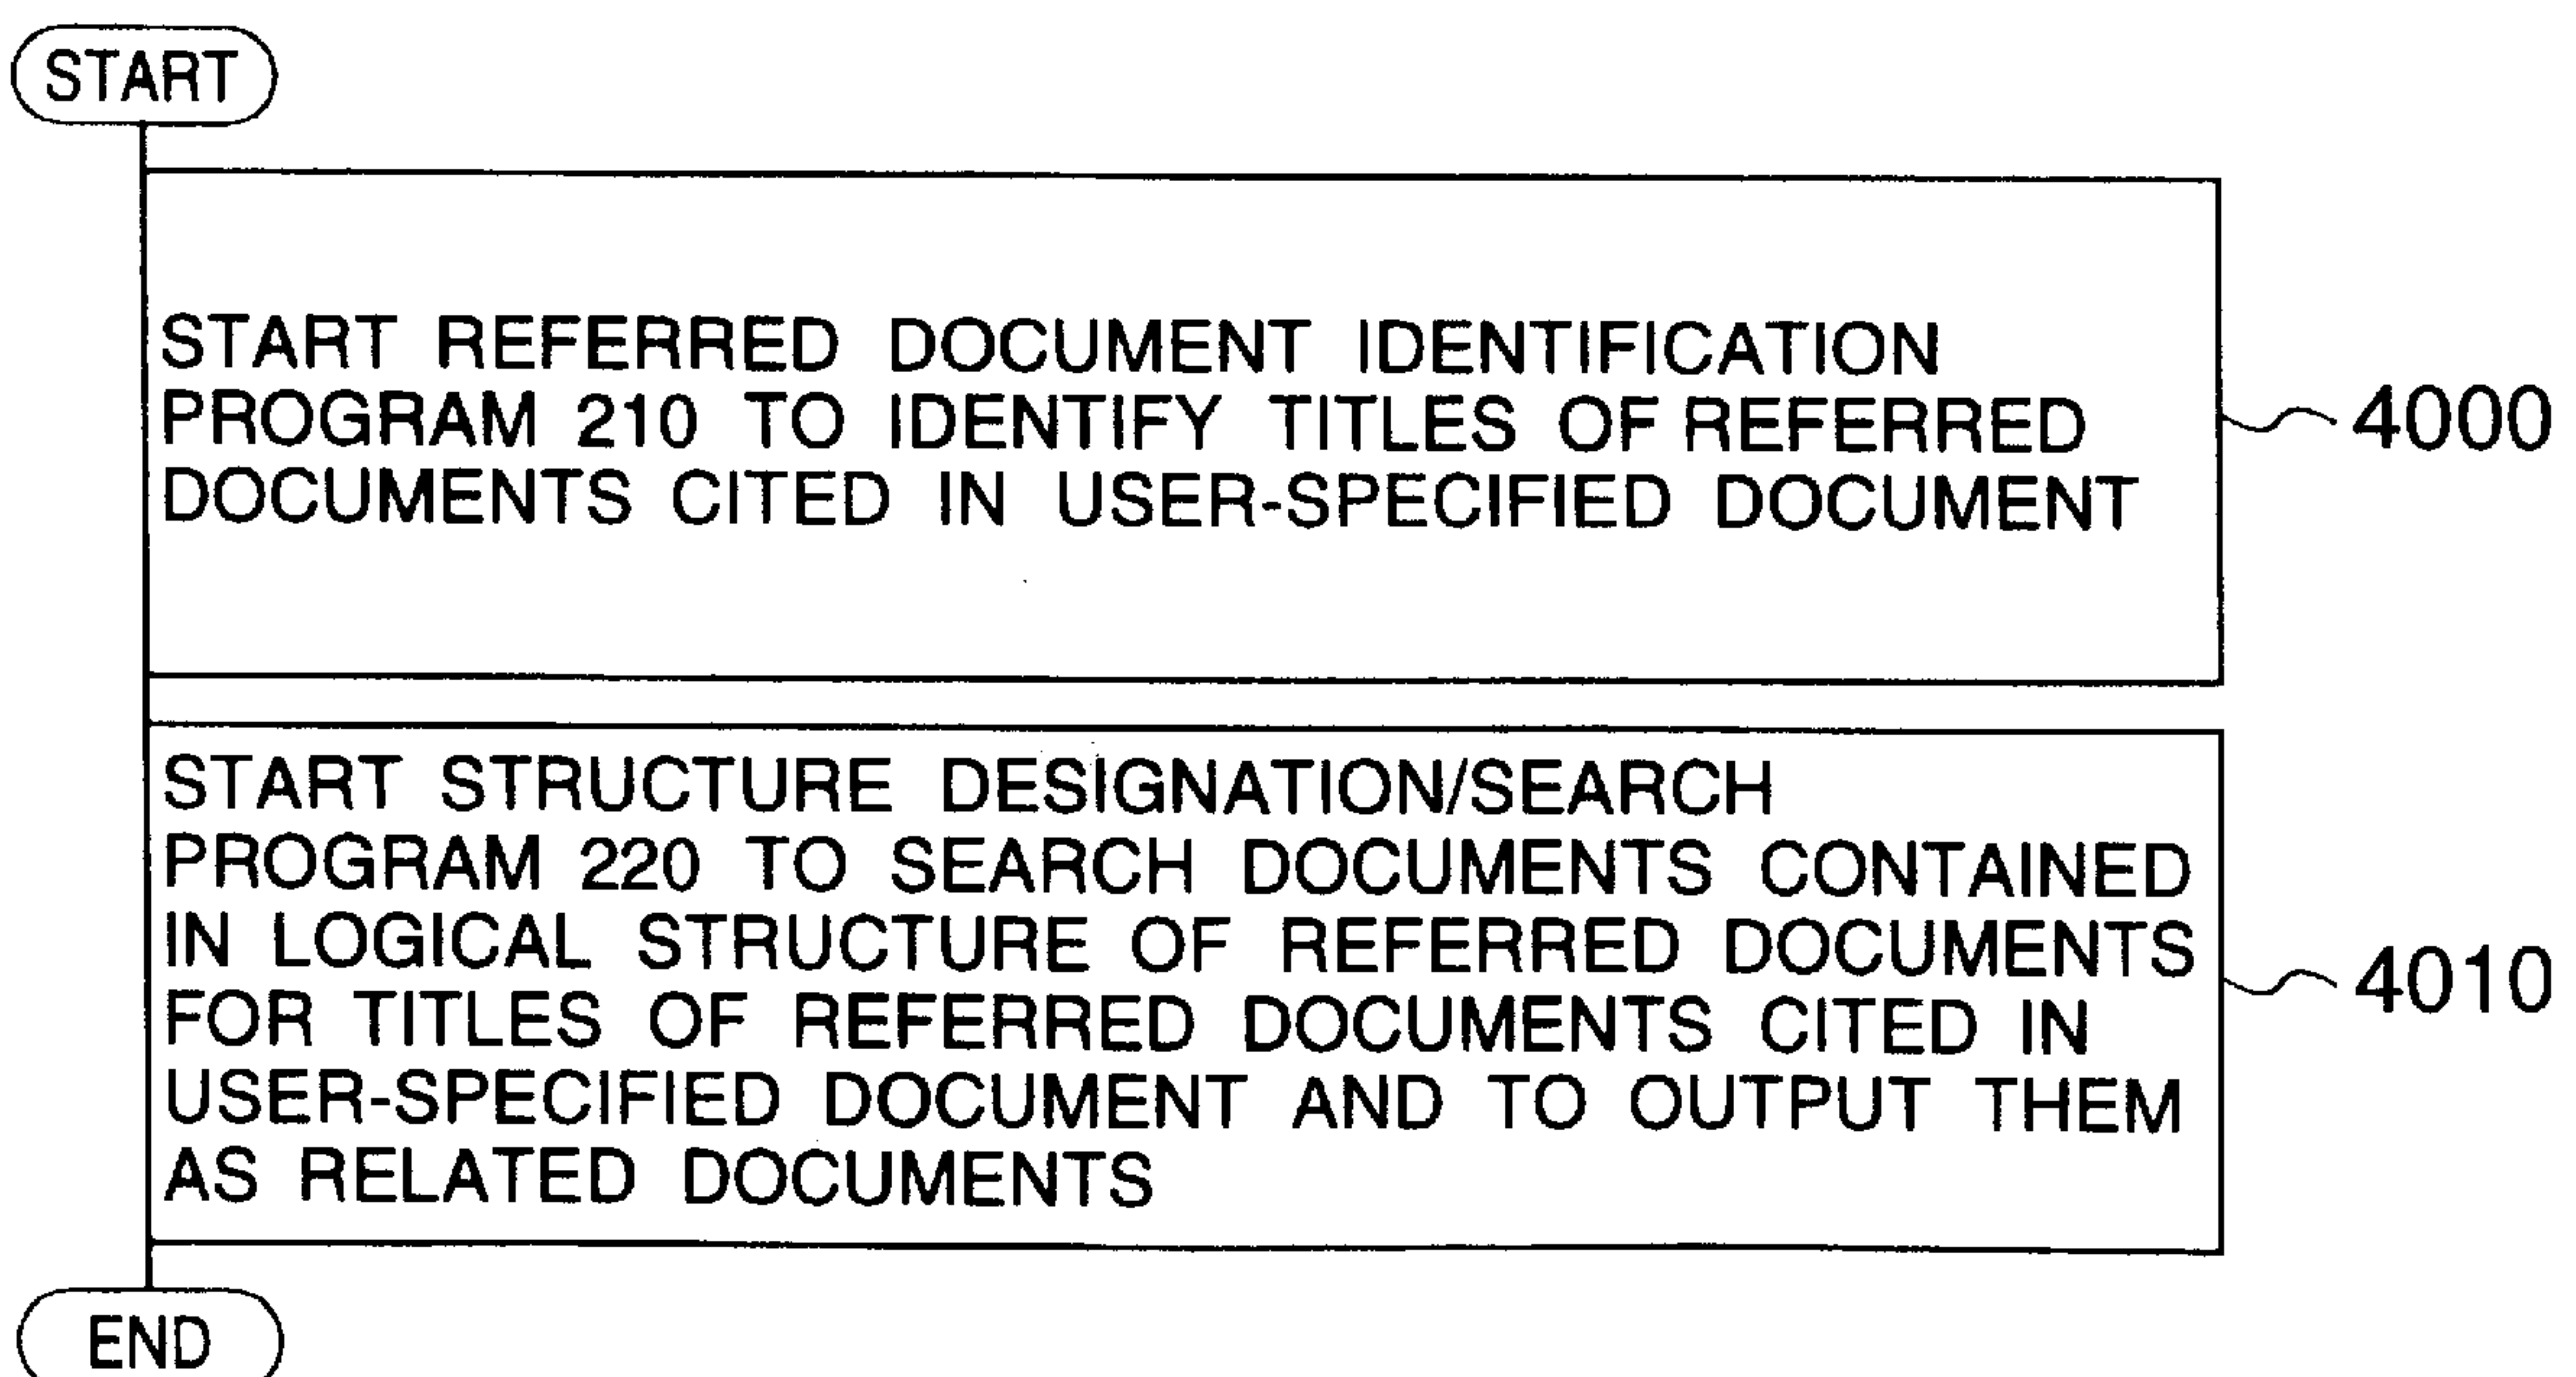 START
START REFERRED DOCUMENT IDENTIFICATION
PROGRAM 210 TO IDENTIFY TITLES OF REFERRED
DOCUMENTS CITED IN USER-SPECIFIED DOCUMENT
4000
START STRUCTURE DESIGNATION/SEARCH
PROGRAM 220 TO SEARCH DOCUMENTS CONTAINED
IN LOGICAL STRUCTURE OF REFERRED DOCUMENTS
FOR TITLES OF REFERRED DOCUMENTS CITED IN
USER-SPECIFIED DOCUMENT AND TO OUTPUT THEM
AS RELATED DOCUMENTS
4010
END